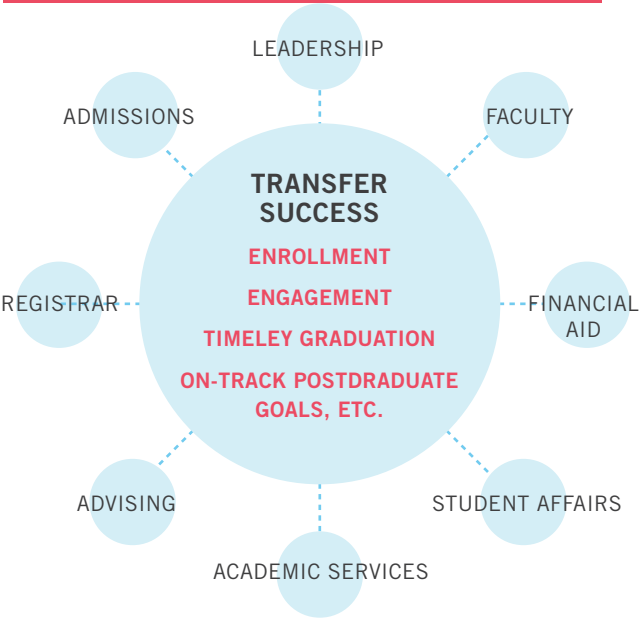 LEADERSHIP
ADMISSIONS
FACULTY
TRANSFER
SUCCESS
ENROLLMENT
ENGAGEMENT
TIMELEY GRADUATION
ON-TRACK POSTDRADUATE
GOALS, ETC.
REGISTRAR
FINANCIAL
AID
ADVISING
STUDENT AFFAIRS
ACADEMIC SERVICES